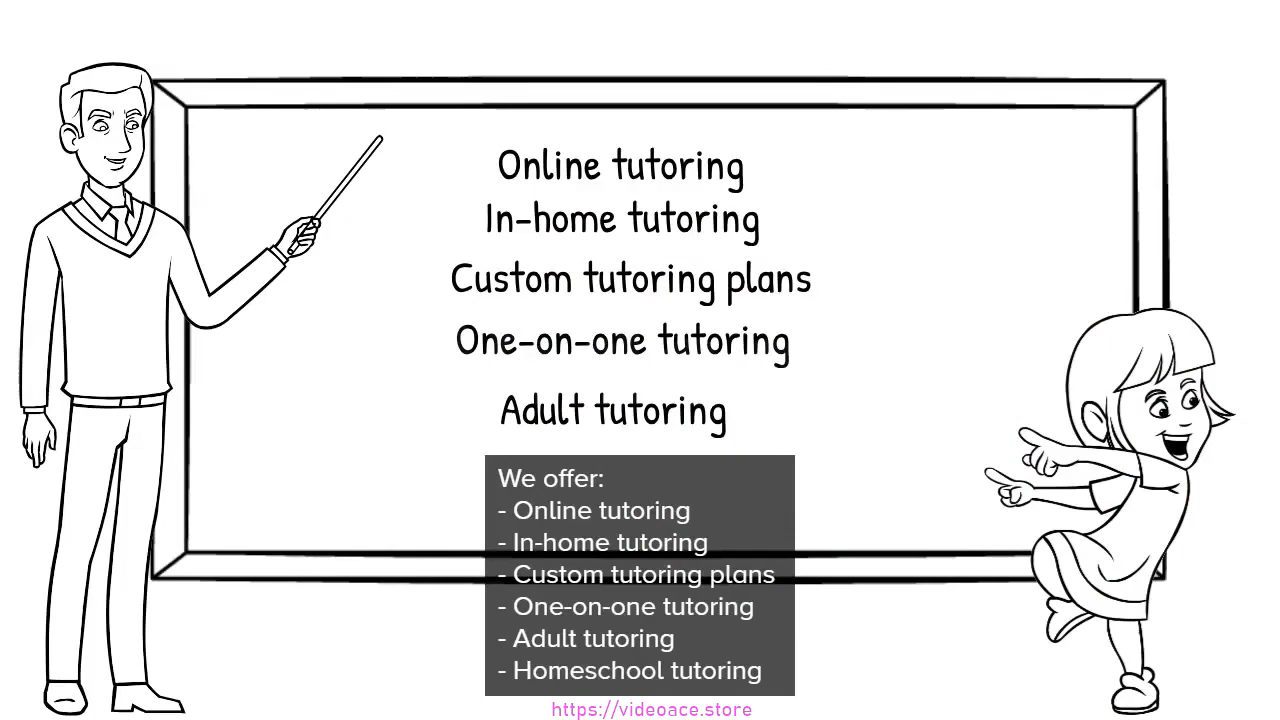 Online tutoring
In-home tutoring
Custom tutoring plans
One-on-one tutoring
Adult tutoring
We offer:
- Online tutoring
- In-home tutoring
- Custom tutoring plans
- One-on-one tutoring
- Adult tutoring
- Homeschool tutoring
https://videoace.store